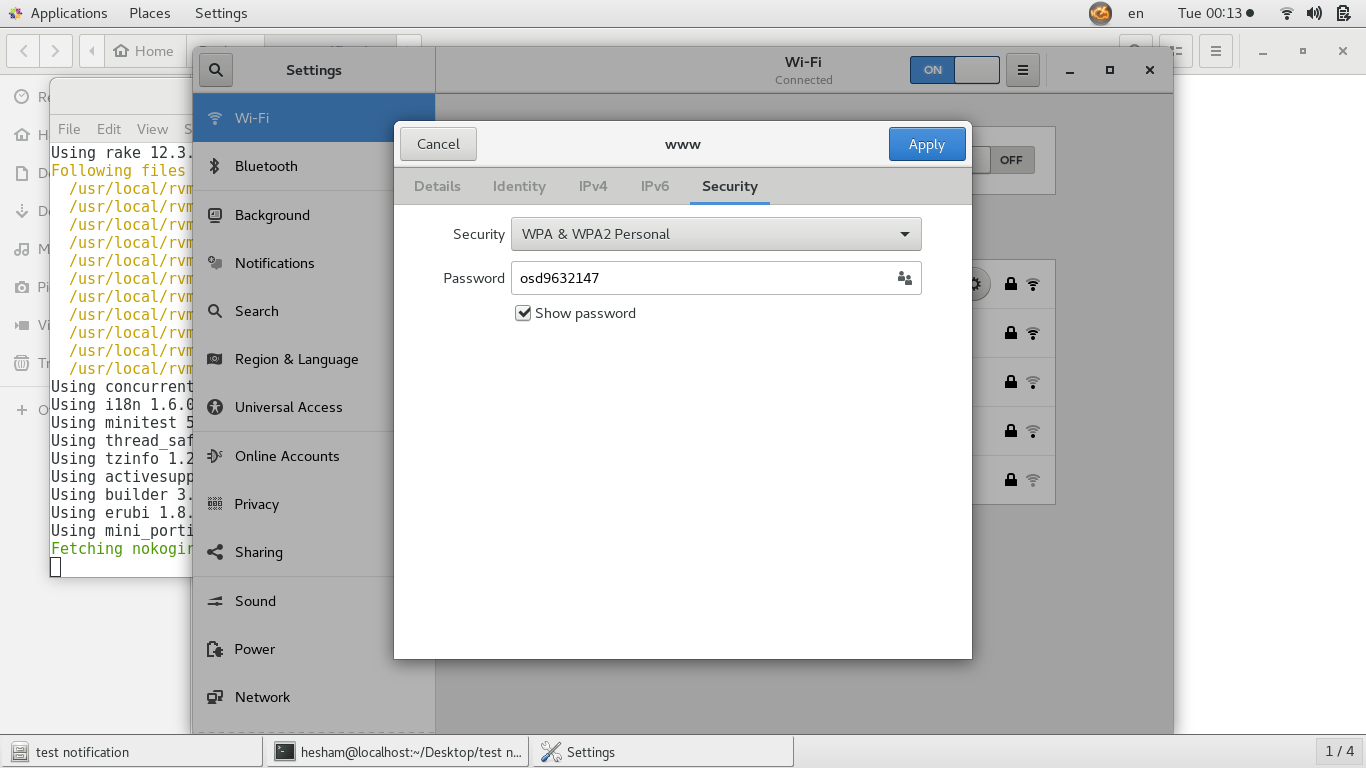 Applications Places Settings en Tue 00:13
Home
Settings
Wi-Fi
Connected
ON
File Edit View
Wi-Fi
Bluetooth
Background
Notifications
Search
Region & Language
Universal Access
Online Accounts
Privacy
Sharing
Sound
Power
Network
Cancel www Apply
Details Identity IPv4 IPv6 Security
Security WPA & WPA2 Personal
Password osd9632147
Show password
OFF
Using rake 12.3.
Following files
/usr/local/rvm
/usr/local/rvm
/usr/local/rvm
/usr/local/rvm
/usr/local/rvm
/usr/local/rvm
/usr/local/rvm
/usr/local/rvm
/usr/local/rvm
/usr/local/rvm
/usr/local/rvm
Using concurrent
Using i18n 1.6.0
Using minitest 5
Using thread_saf
Using tzinfo 1.2
Using activesupp
Using builder 3.
Using erubi 1.8.
Using mini_porti
Fetching nokogir
test notification
hesham@localhost:~/Desktop/test n...
Settings
1 / 4